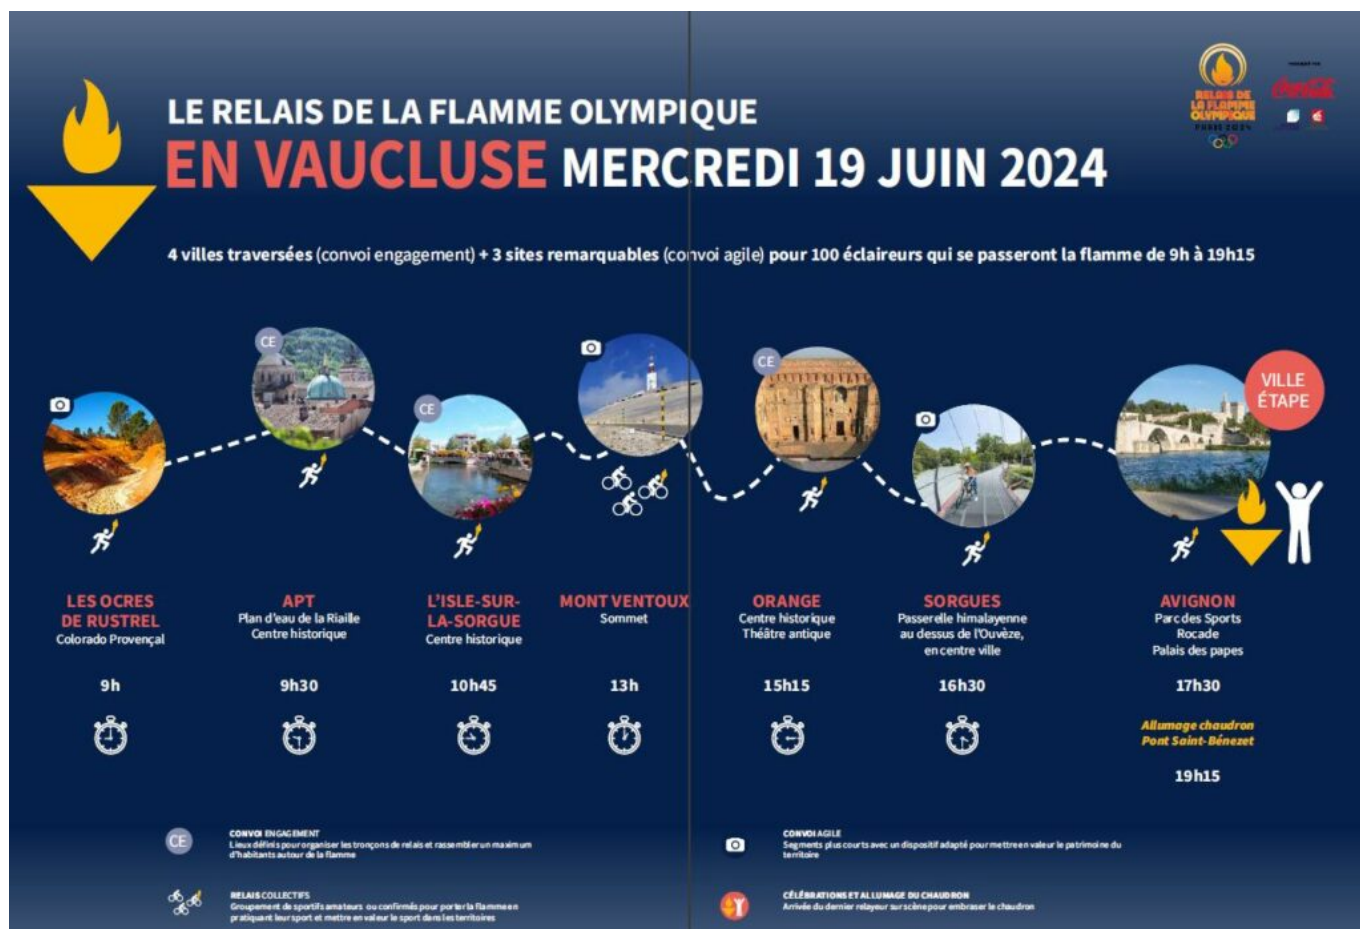 LE RELAIS DE LA FLAMME OLYMPIQUE
EN VAUCLUSE MERCREDI 19 JUIN 2024
RELAIS DE
LA FLAMME
OLYMPIQUE
PARIS 2024
Coca-Cola
4 villes traversées (convoi engagement) + 3 sites remarquables (convoi agile) pour 100 éclaireurs qui se passeront la flamme de 9h à 19h15
CE
CE
CE
VILLE
ÉTAPE
LES OCRES
DE RUSTREL
Colorado Provençal
9h
APT
Plan d'eau de la Riaille
Centre historique
9h30
L'ISLE-SUR-
LA-SORGUE
Centre historique
10h45
MONT VENTOUX
Sommet
13h
ORANGE
Centre historique
Théâtre antique
15h15
SORGUES
Passerelle himalayenne
au dessus de l'Ouvèze,
en centre ville
16h30
AVIGNON
Parc des Sports
Rocade
Palais des papes
17h30
Allumage chaudron
Pont Saint-Bénezet
19h15
CE
CONVOI ENGAGEMENT
Lieux définis pour organiser les tronçons de relais et rassembler un maximum
d'habitants autour de la flamme
RELAIS COLLECTIFS
Groupement de sportifs amateurs ou confirmés pour porter la flamme en
pratiquant leur sport et mettre en valeur le sport dans les territoires
CONVOI AGILE
Segments plus courts avec un dispositif adapté pour mettre en valeur le patrimoine du
territoire
CÉLÉBRATIONS ET ALLUMAGE DU CHAUDRON
Arrivée du dernier relayeur sur scène pour embraser le chaudron